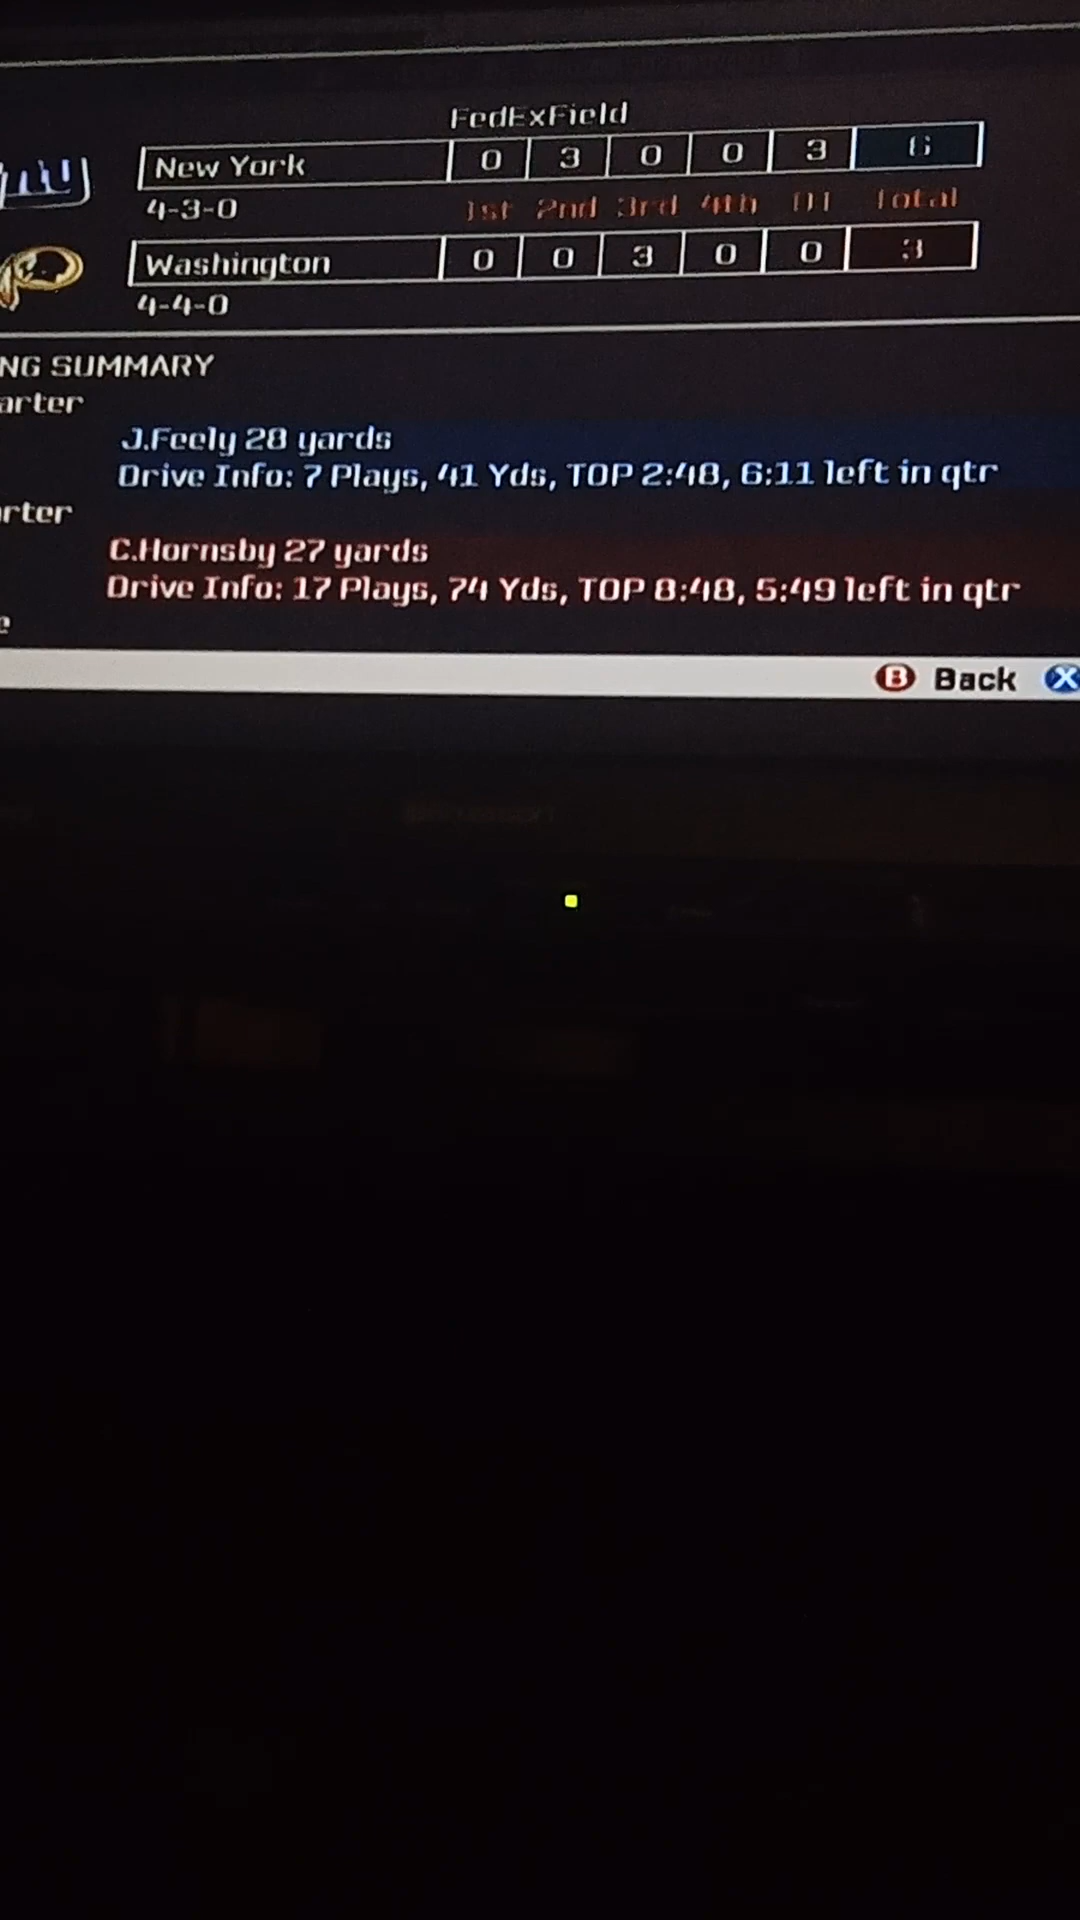 FedExField
New York 0 3 0 0 3 6
4-3-0 1st 2nd 3rd 4th OT Total
Washington 0 0 3 0 0 3
4-4-0
NG SUMMARY
arter
J.Feely 28 yards
Drive Info: 7 Plays, 41 Yds, TOP 2:48, 6:11 left in qtr
rter
C.Hornsby 27 yards
Drive Info: 17 Plays, 74 Yds, TOP 8:48, 5:49 left in qtr
e
B Back X